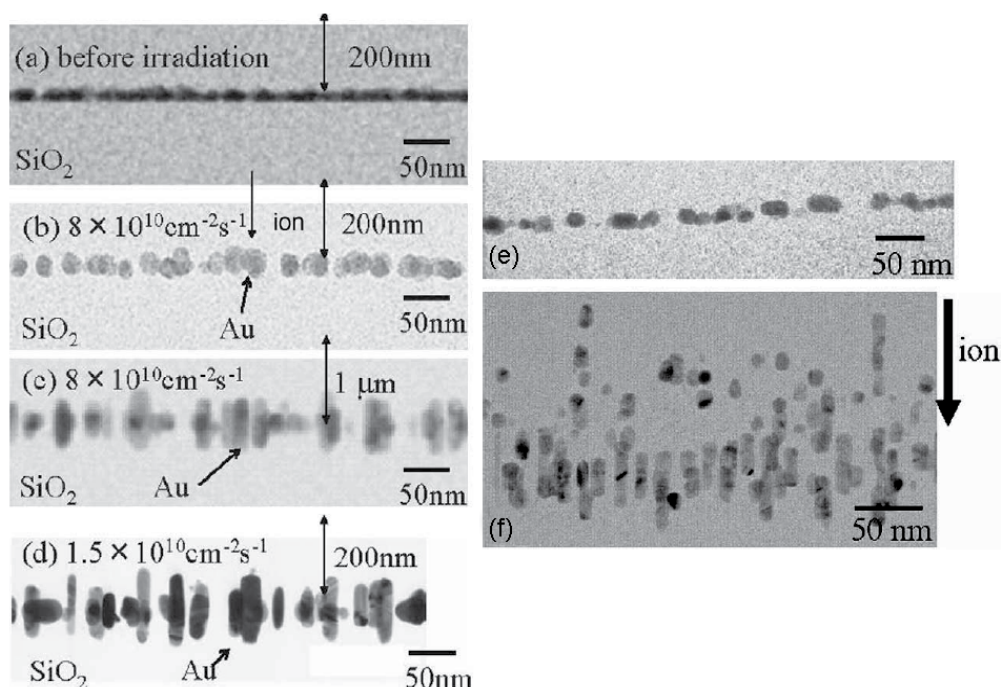 (a) before irradiation 200nm
SiO₂ 50nm
(b) 8 × 10¹⁰cm⁻²s⁻¹ ion 200nm
Au
SiO₂ 50nm
(c) 8 × 10¹⁰cm⁻²s⁻¹ 1 μm
Au
SiO₂ 50nm
(d) 1.5 × 10¹⁰cm⁻²s⁻¹ 200nm
Au
SiO₂ 50nm
(e) 50 nm
ion
(f) 50 nm